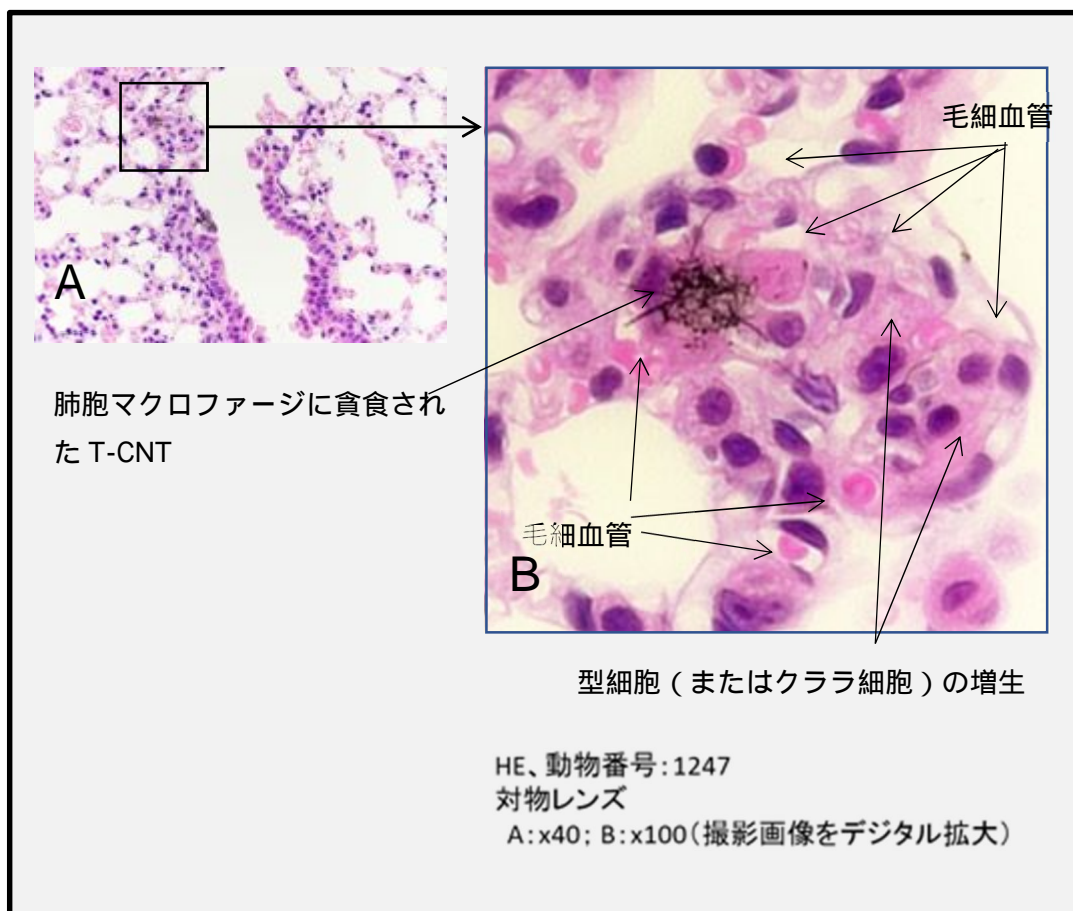 毛細血管
A
肺胞マクロファージに貪食され
た T-CNT
毛細血管
B
型細胞（またはクララ細胞）の増生
HE、動物番号：1247
対物レンズ
A：x40； B：x100（撮影画像をデジタル拡大）